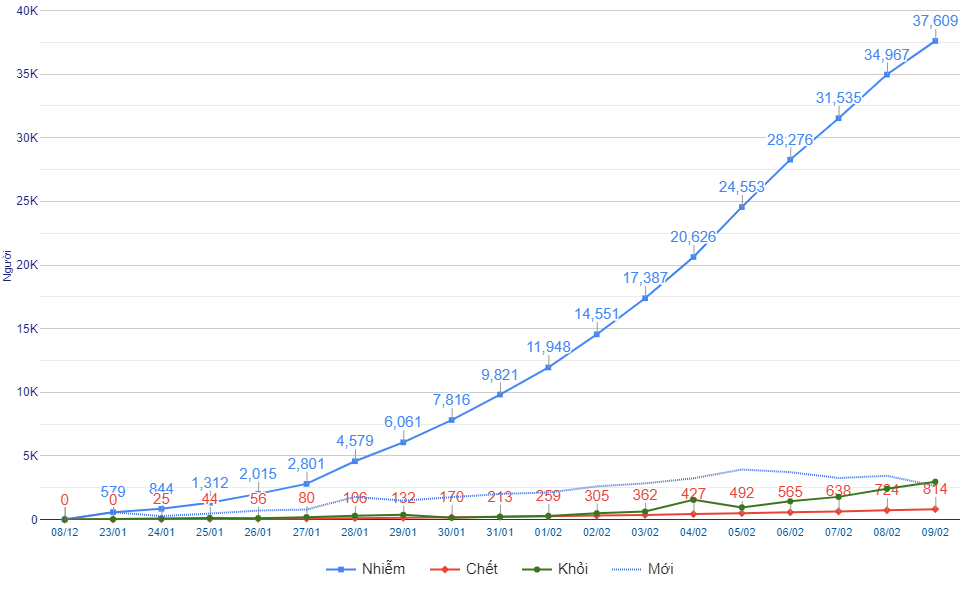 40K
35K
30K
25K
20K
15K
10K
5K
0
Người
37,609
34,967
31,535
28,276
24,553
20,626
17,387
14,551
11,948
9,821
7,816
6,061
4,579
2,801
2,015
1,312
844
579
0 0 25 44 56 80 106 132 170 213 259 305 362 427 492 565 638 724 814
08/12 23/01 24/01 25/01 26/01 27/01 28/01 29/01 30/01 31/01 01/02 02/02 03/02 04/02 05/02 06/02 07/02 08/02 09/02
Nhiễm Chết Khỏi Mới